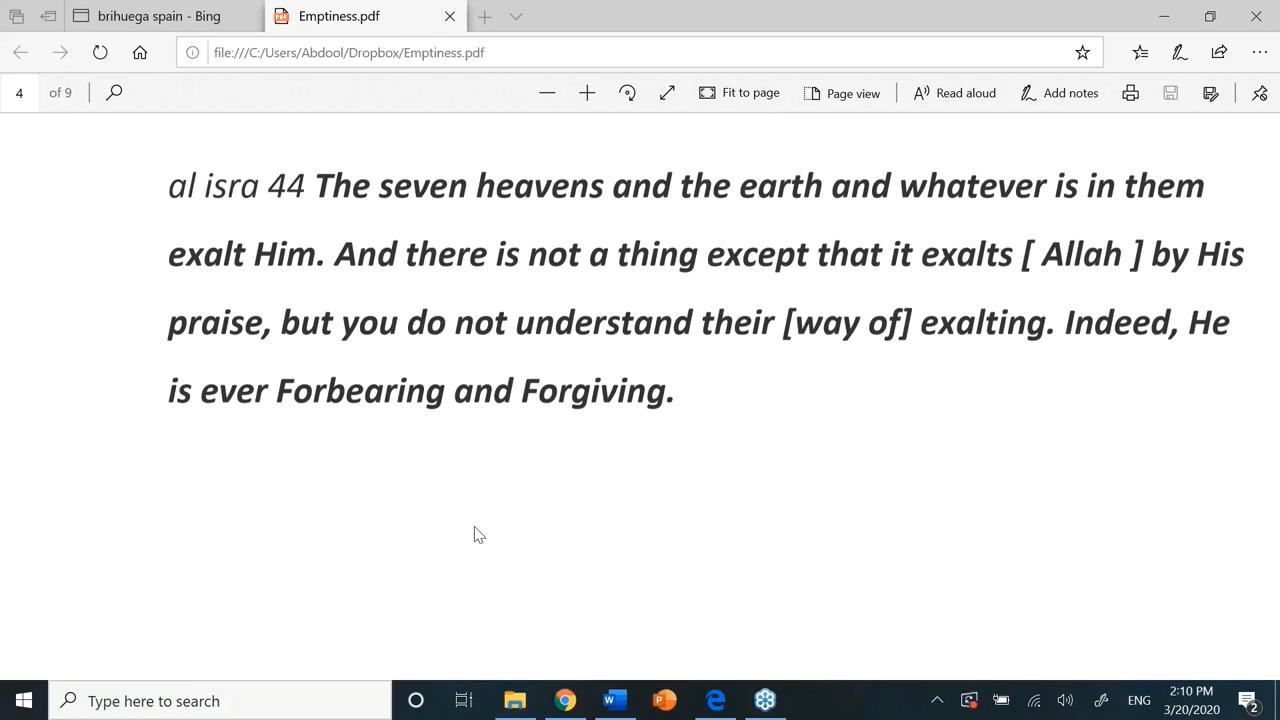 brihuega spain - Bing
Emptiness.pdf
file:///C:/Users/Abdool/Dropbox/Emptiness.pdf
4 of 9 Fit to page Page view Read aloud Add notes
al isra 44 The seven heavens and the earth and whatever is in them
exalt Him. And there is not a thing except that it exalts [ Allah ] by His
praise, but you do not understand their [way of] exalting. Indeed, He
is ever Forbearing and Forgiving.
Type here to search
ENG
2:10 PM
3/20/2020
2